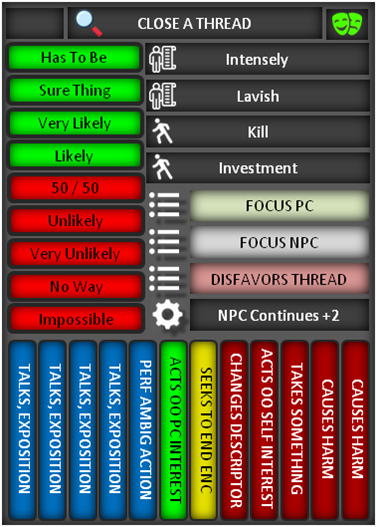 CLOSE A THREAD
Has To Be
Intensely
Sure Thing
Lavish
Very Likely
Kill
Likely
Investment
50 / 50
FOCUS PC
Unlikely
FOCUS NPC
Very Unlikely
DISFAVORS THREAD
No Way
NPC Continues +2
Impossible
TALKS, EXPOSITION
TALKS, EXPOSITION
TALKS, EXPOSITION
TALKS, EXPOSITION
PERF AMBIG ACTION
ACTS OO PC INTEREST
SEEKS TO END ENC
CHANGES DESCRIPTOR
ACTS OO SELF INTEREST
TAKES SOMETHING
CAUSES HARM
CAUSES HARM